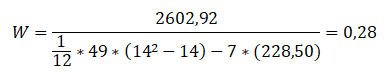 W = 2602,92 / (1/12 * 49 * (14² − 14) − 7 * (228,50)) = 0,28